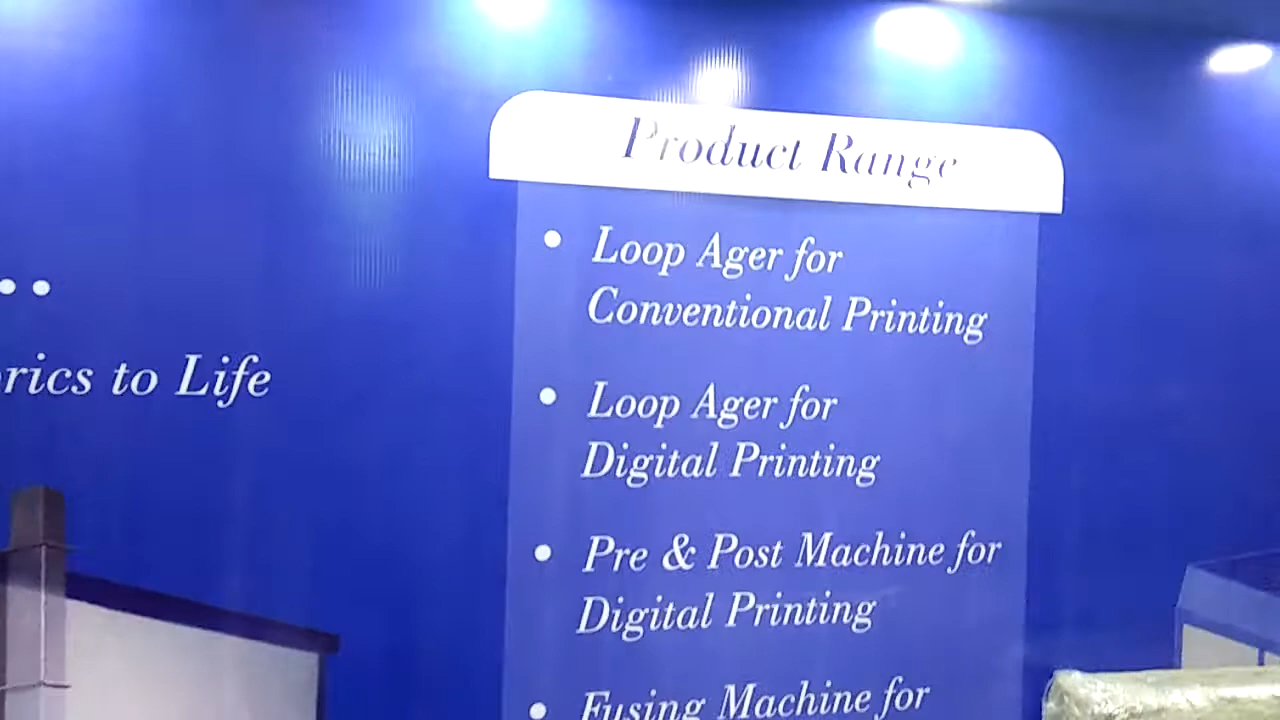 Product Range
• Loop Ager for
Conventional Printing
• Loop Ager for
Digital Printing
• Pre & Post Machine for
Digital Printing
• Fusing Machine for
..
to Life